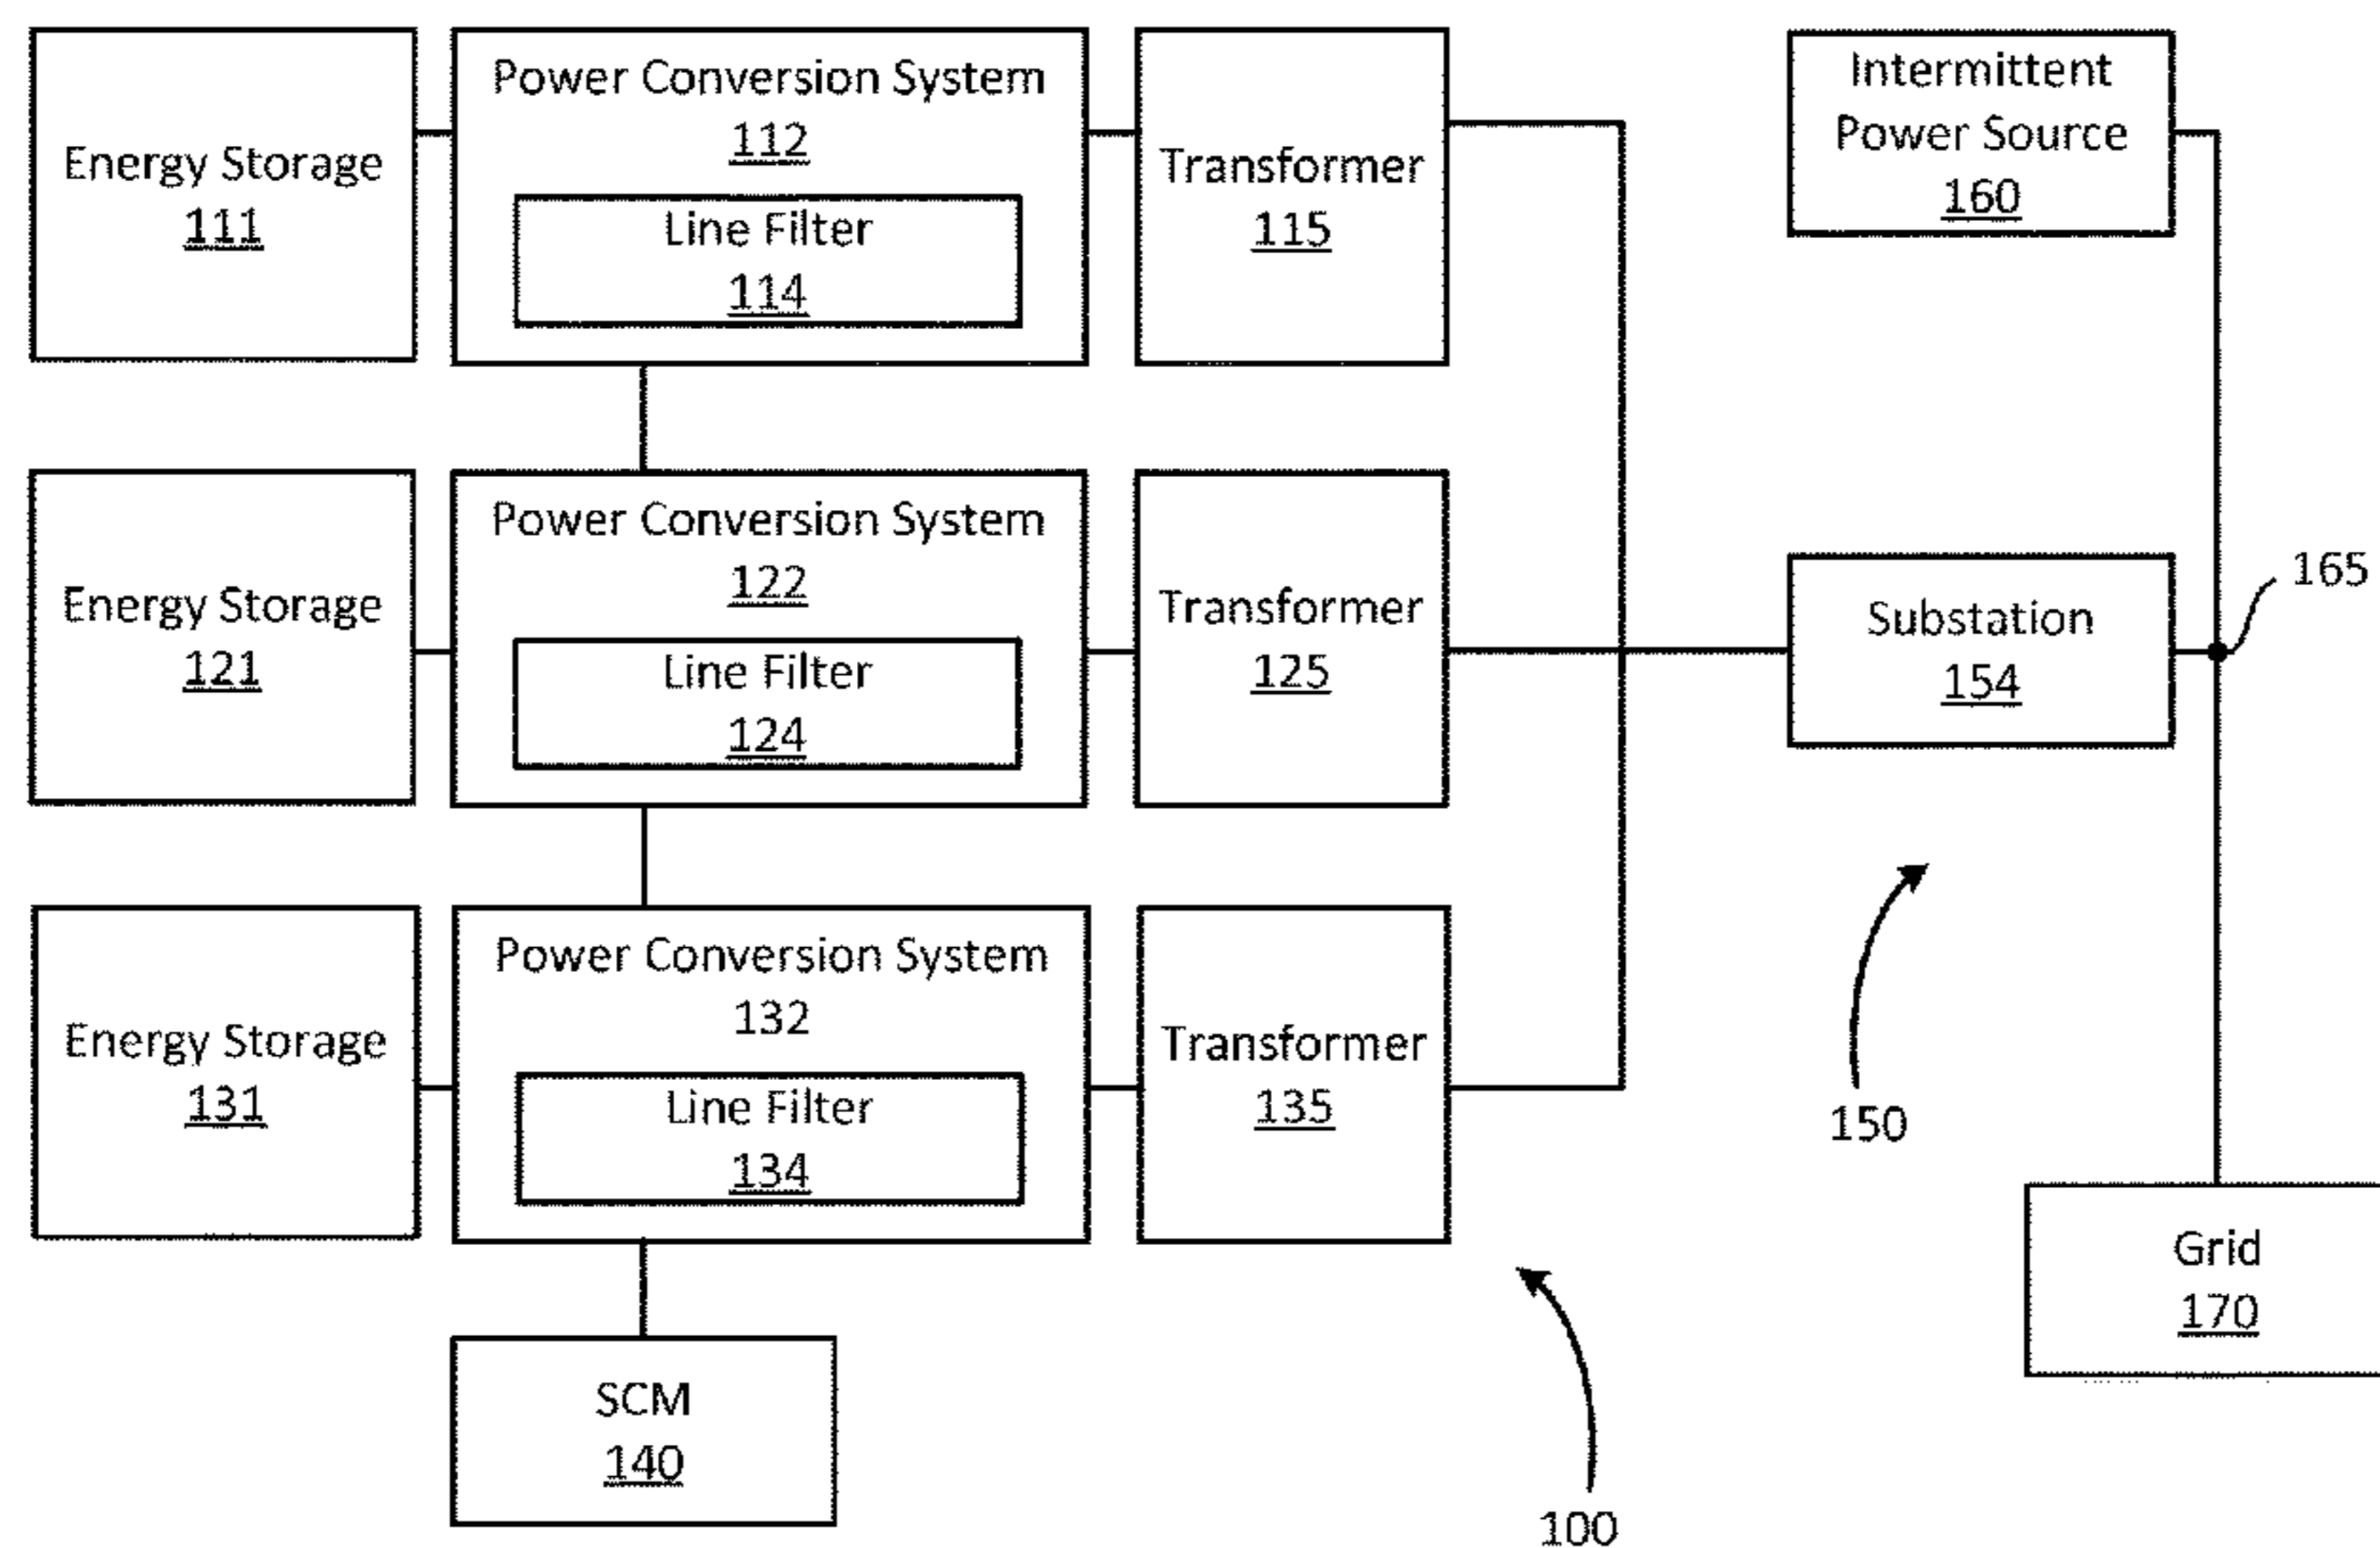 Energy Storage
111
Power Conversion System
112
Line Filter
114
Transformer
115
Intermittent
Power Source
160
Energy Storage
121
Power Conversion System
122
Line Filter
124
Transformer
125
Substation
154
165
Energy Storage
131
Power Conversion System
132
Line Filter
134
Transformer
135
150
Grid
170
SCM
140
100